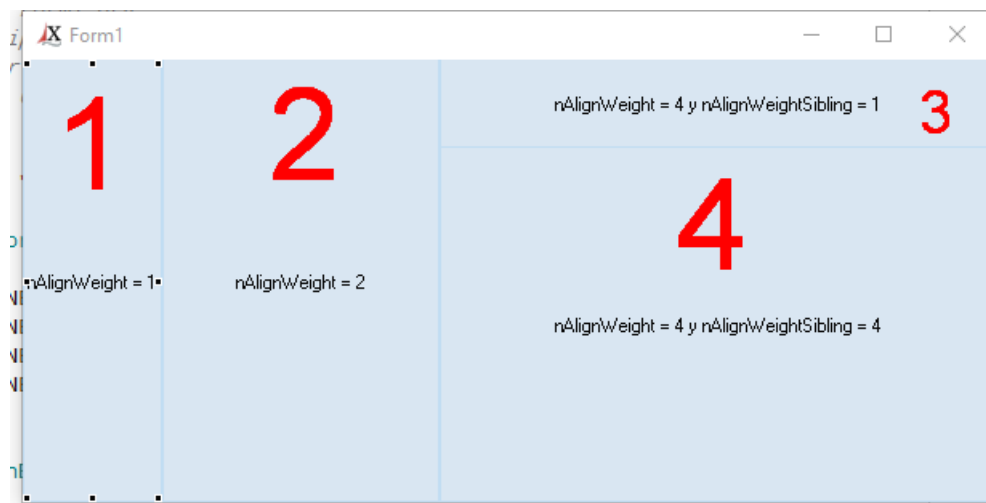 Form1
1
2
nAlignWeight = 4 y nAlignWeightSibling = 1
3
4
nAlignWeight = 1
nAlignWeight = 2
nAlignWeight = 4 y nAlignWeightSibling = 4